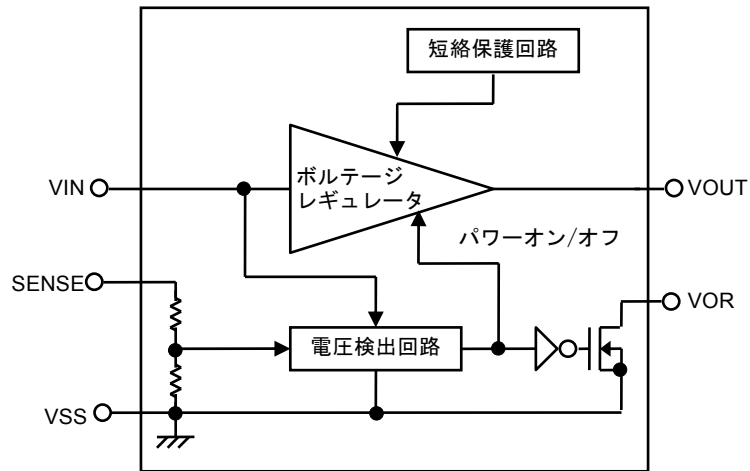 短絡保護回路
VIN
ボルテージ
レギュレータ
VOUT
パワーオン/オフ
SENSE
VOR
電圧検出回路
VSS